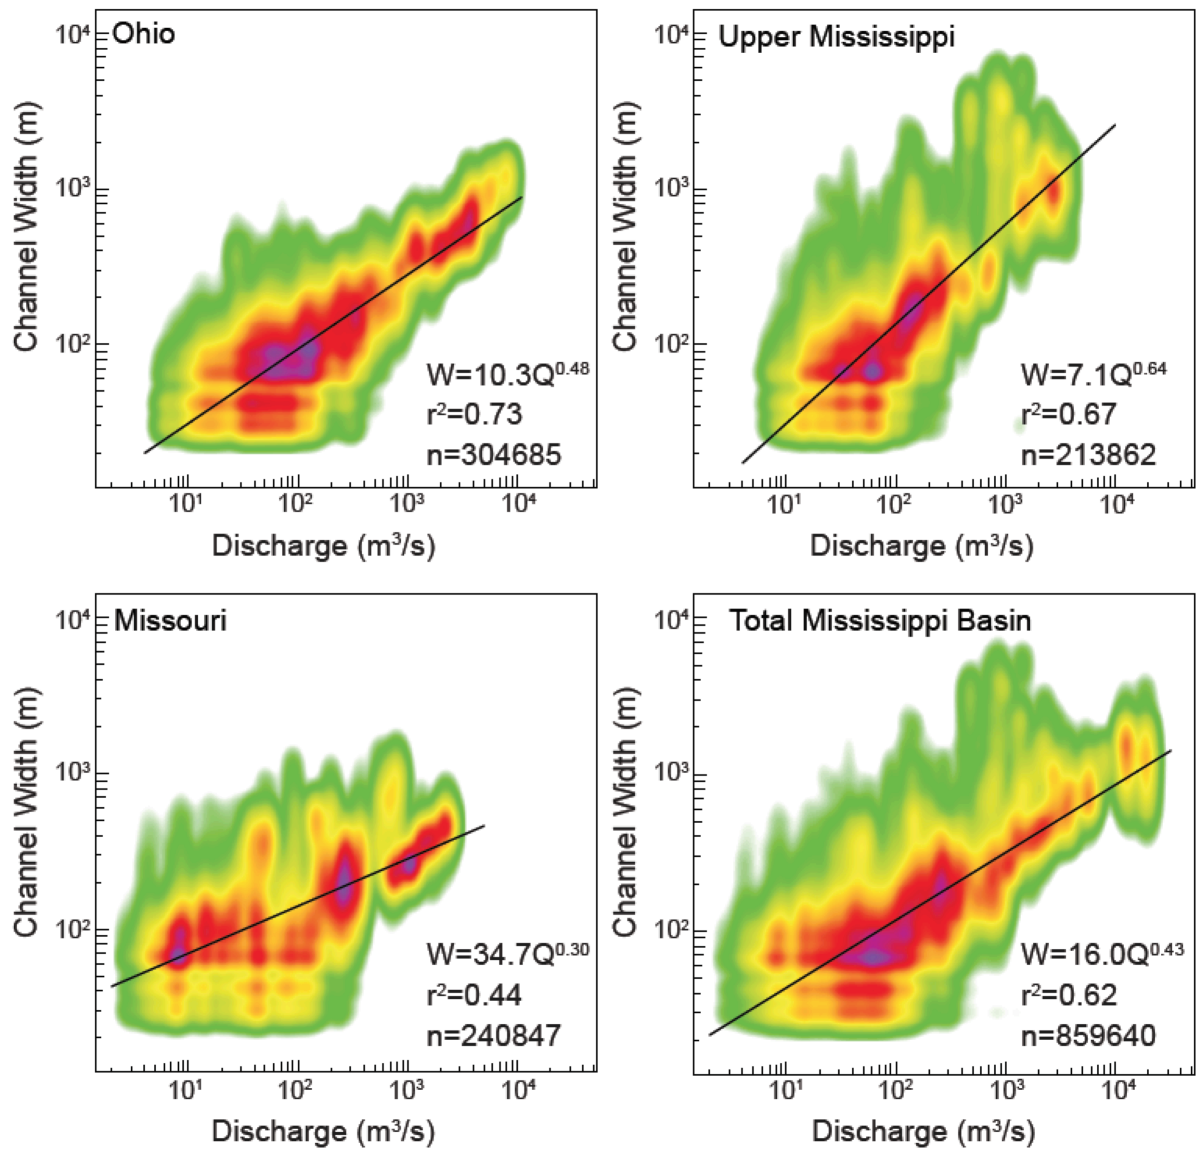 Ohio
10⁴
10³
10²
Channel Width (m)
W=10.3Q^0.48
r²=0.73
n=304685
10¹ 10² 10³ 10⁴
Discharge (m³/s)
Upper Mississippi
10⁴
10³
10²
Channel Width (m)
W=7.1Q^0.64
r²=0.67
n=213862
10¹ 10² 10³ 10⁴
Discharge (m³/s)
Missouri
10⁴
10³
10²
Channel Width (m)
W=34.7Q^0.30
r²=0.44
n=240847
10¹ 10² 10³ 10⁴
Discharge (m³/s)
Total Mississippi Basin
10⁴
10³
10²
Channel Width (m)
W=16.0Q^0.43
r²=0.62
n=859640
10¹ 10² 10³ 10⁴
Discharge (m³/s)